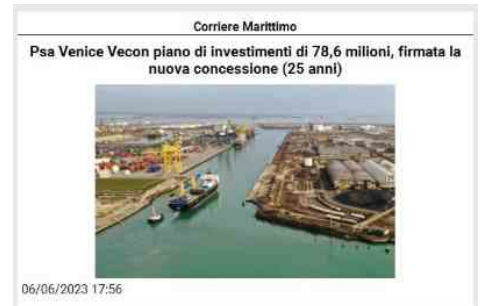 Corriere Marittimo
Psa Venice Vecon piano di investimenti di 78,6 milioni, firmata la
nuova concessione (25 anni)
06/06/2023 17:56